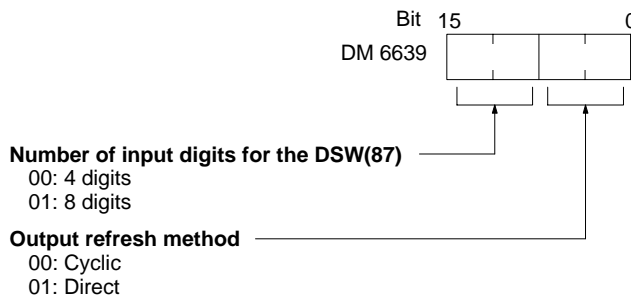 Bit 15 0
DM 6639
Number of input digits for the DSW(87)
00: 4 digits
01: 8 digits
Output refresh method
00: Cyclic
01: Direct